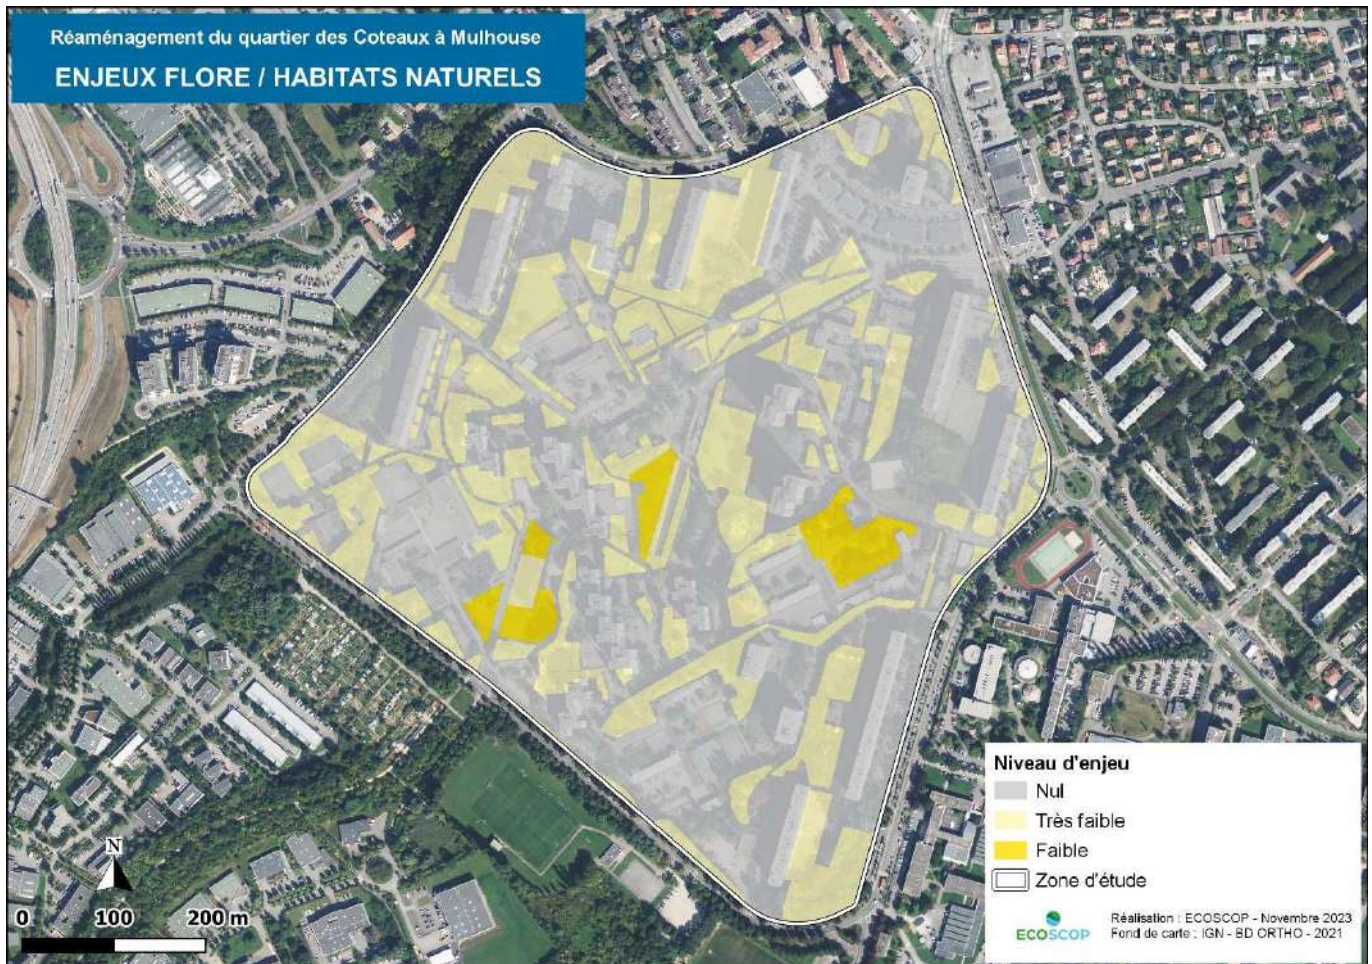 Réaménagement du quartier des Coteaux à Mulhouse
ENJEUX FLORE / HABITATS NATURELS
Niveau d'enjeu
Nul
Très faible
Faible
Zone d'étude
N
0 100 200 m
ECOSCOP
Réalisation : ECOSCOP - Novembre 2023
Fond de carte : IGN - BD ORTHO - 2021